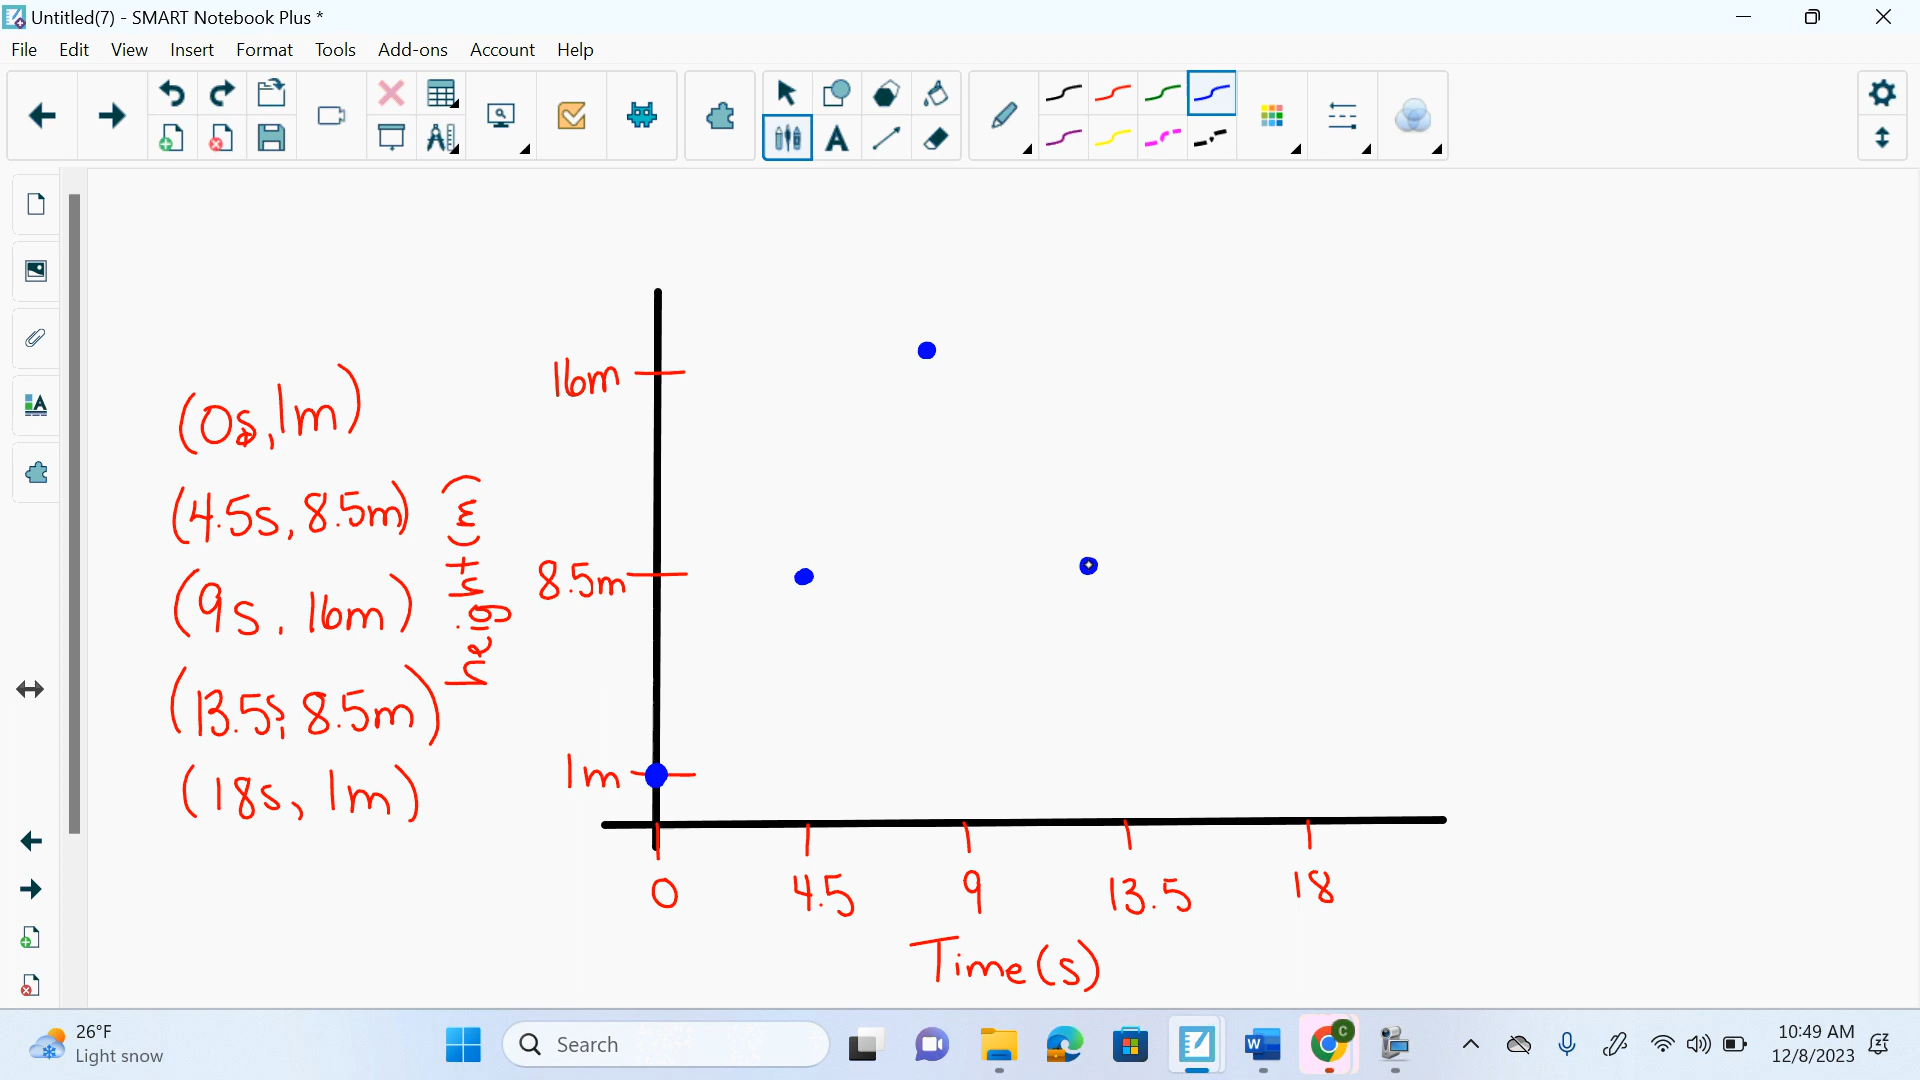 Untitled(7) - SMART Notebook Plus *
File Edit View Insert Format Tools Add-ons Account Help
(0s, 1m)
(4.5s, 8.5m)
(9s, 16m)
(13.5s, 8.5m)
(18s, 1m)
height (m)
16m
8.5m
1m
0 4.5 9 13.5 18
Time (s)
26°F
Light snow
Search
C
10:49 AM
12/8/2023